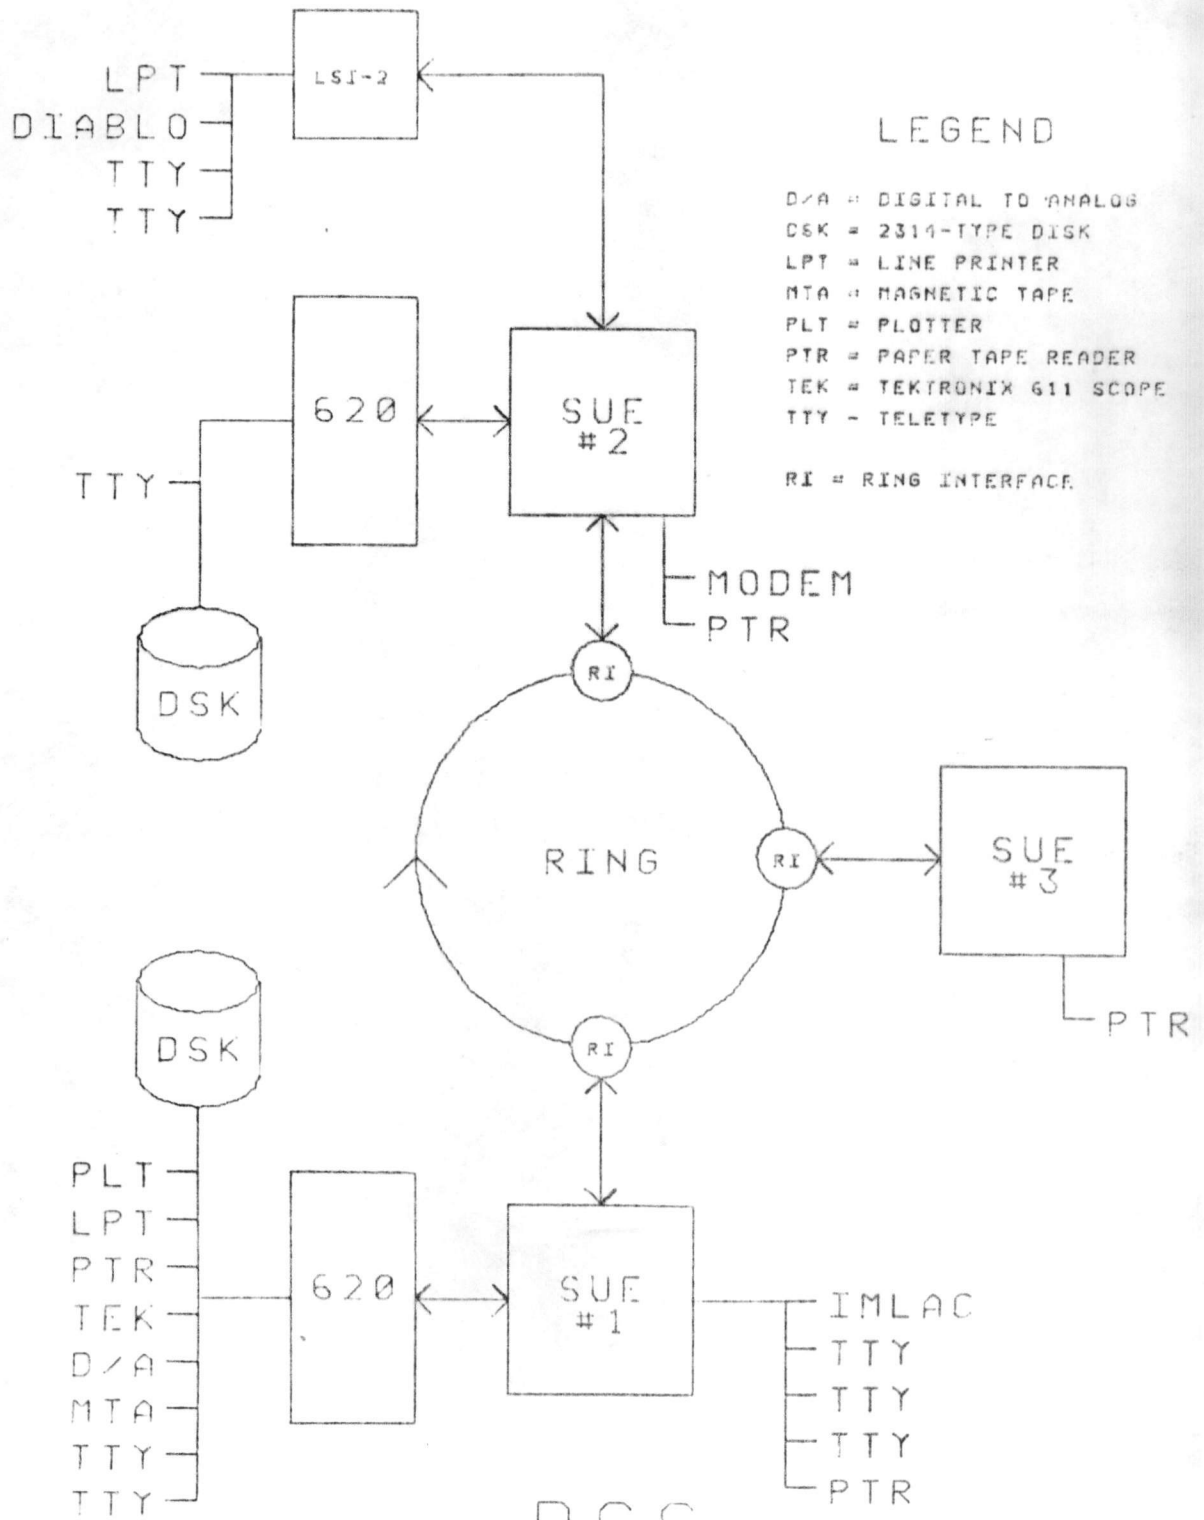 LPT
DIABLO
TTY
TTY
LSI-2
LEGEND
D/A = DIGITAL TO ANALOG
DSK = 2314-TYPE DISK
LPT = LINE PRINTER
MTA = MAGNETIC TAPE
PLT = PLOTTER
PTR = PAPER TAPE READER
TEK = TEKTRONIX 611 SCOPE
TTY - TELETYPE
RI = RING INTERFACE
620
SUE
#2
TTY
MODEM
PTR
DSK
RI
RING
RI
SUE
#3
PTR
DSK
RI
PLT
LPT
PTR
TEK
D/A
MTA
TTY
TTY
620
SUE
#1
IMLAC
TTY
TTY
TTY
PTR